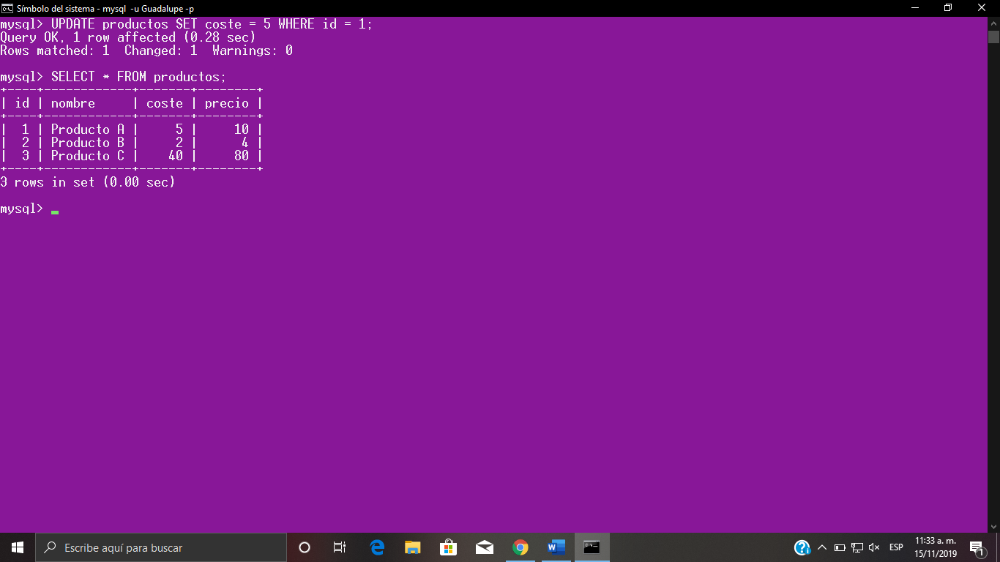 Símbolo del sistema - mysql -u Guadalupe -p
mysql> UPDATE productos SET coste = 5 WHERE id = 1;
Query OK, 1 row affected (0.28 sec)
Rows matched: 1  Changed: 1  Warnings: 0
mysql> SELECT * FROM productos;
+----+------------+-------+--------+
| id | nombre     | coste | precio |
+----+------------+-------+--------+
|  1 | Producto A |     5 |     10 |
|  2 | Producto B |     2 |      4 |
|  3 | Producto C |    40 |     80 |
+----+------------+-------+--------+
3 rows in set (0.00 sec)
mysql>
Escribe aquí para buscar
ESP
11:33 a. m.
15/11/2019
1